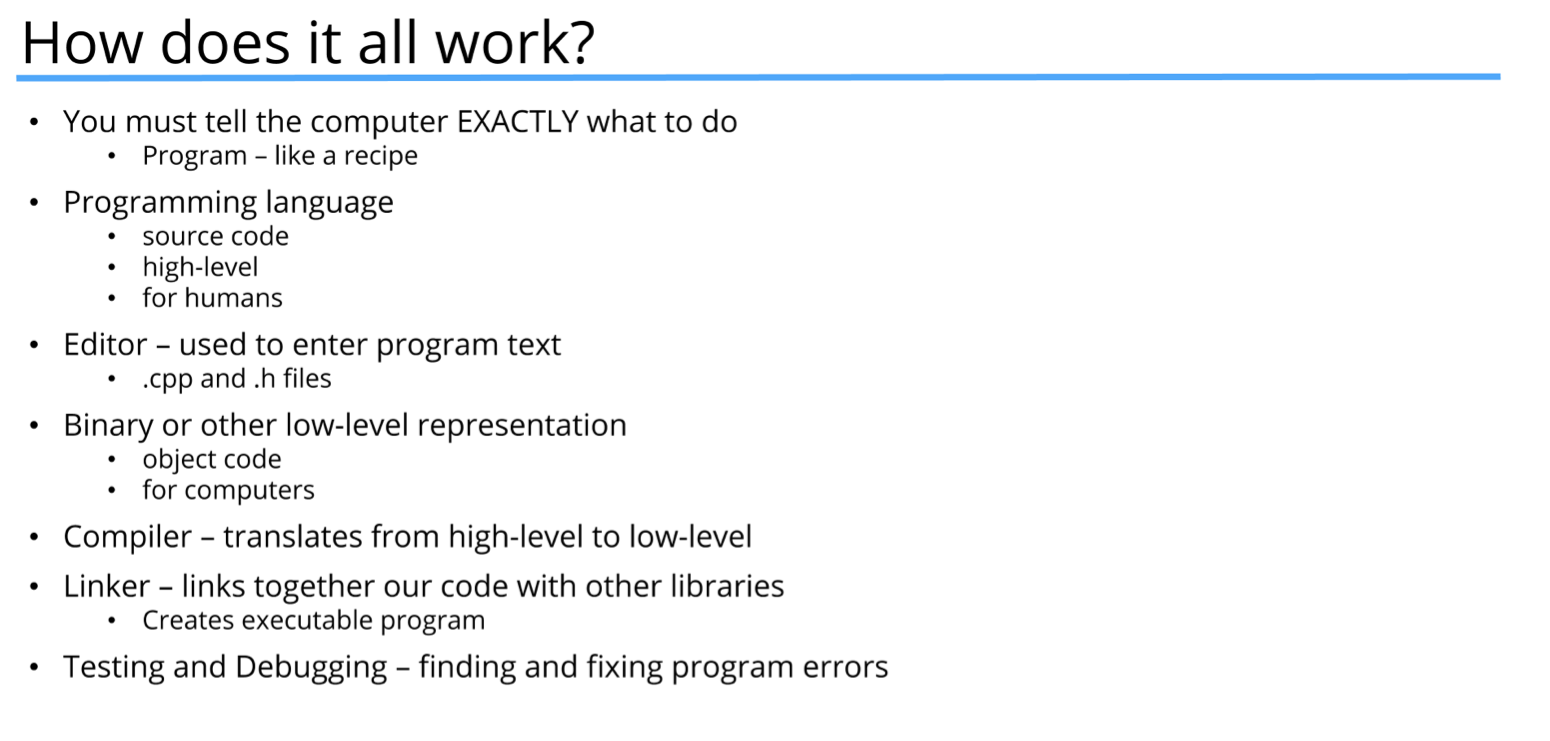 How does it all work?
• You must tell the computer EXACTLY what to do
• Program – like a recipe
• Programming language
• source code
• high-level
• for humans
• Editor – used to enter program text
• .cpp and .h files
• Binary or other low-level representation
• object code
• for computers
• Compiler – translates from high-level to low-level
• Linker – links together our code with other libraries
• Creates executable program
• Testing and Debugging – finding and fixing program errors